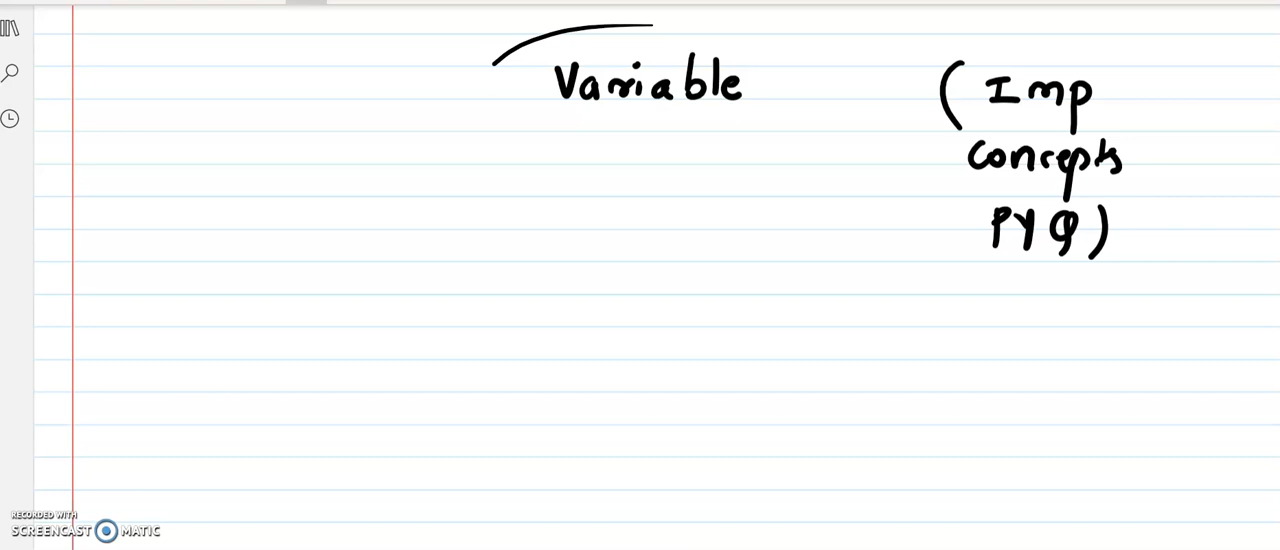 Variable
( Imp
Concepts
PYQ )
RECORDED WITH
SCREENCAST MATIC